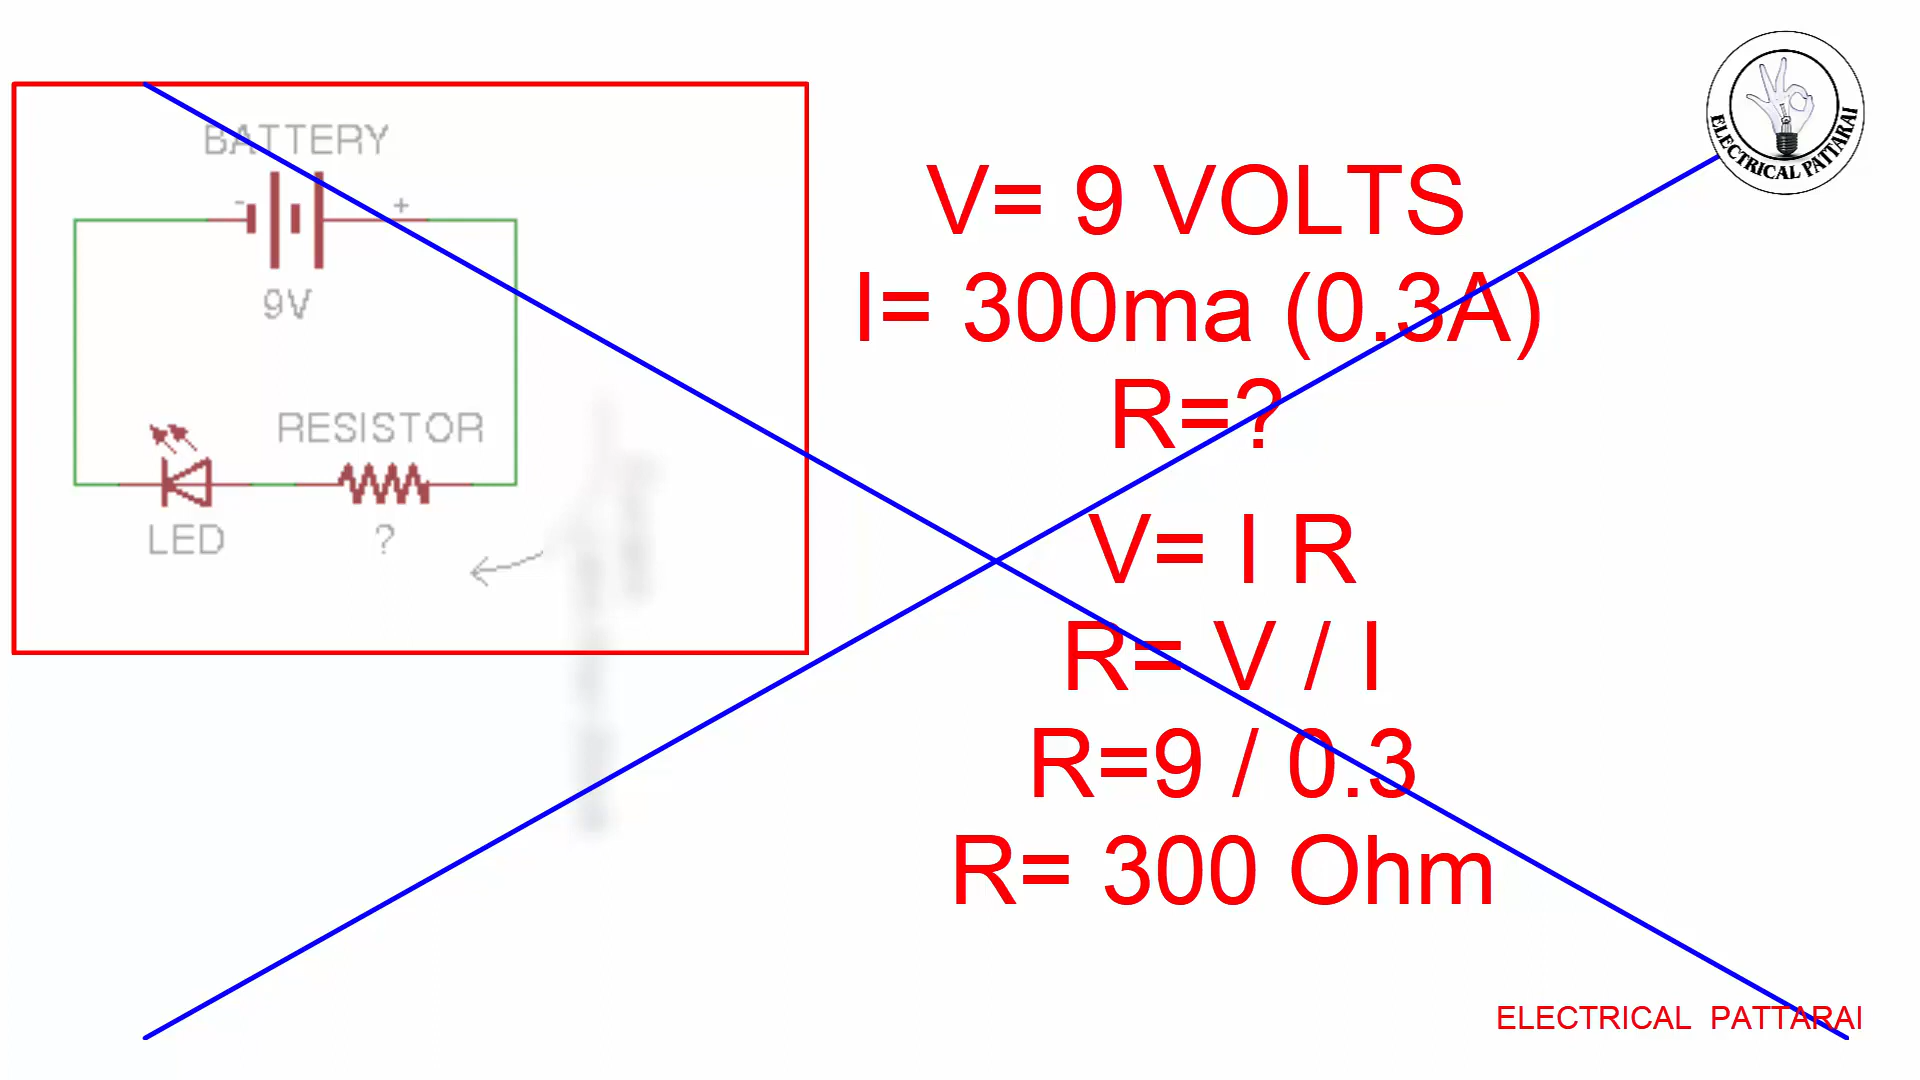 BATTERY
- +
9V
RESISTOR
LED ?
V= 9 VOLTS
I= 300ma (0.3A)
R=?
V= I R
R= V / I
R=9 / 0.3
R= 300 Ohm
ELECTRICAL PATTARAI
ELECTRICAL PATTARAI